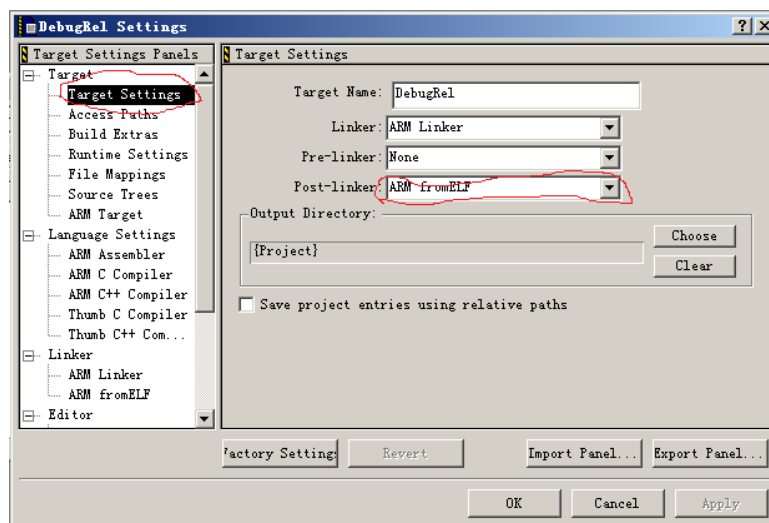 DebugRel Settings
Target Settings Panels
Target
Target Settings
Access Paths
Build Extras
Runtime Settings
File Mappings
Source Trees
ARM Target
Language Settings
ARM Assembler
ARM C Compiler
ARM C++ Compiler
Thumb C Compiler
Thumb C++ Com...
Linker
ARM Linker
ARM fromELF
Editor
Target Settings
Target Name: DebugRel
Linker: ARM Linker
Pre-linker: None
Post-linker: ARM fromELF
Output Directory:
{Project}
Choose
Clear
Save project entries using relative paths
Factory Settings
Revert
Import Panel...
Export Panel...
OK
Cancel
Apply